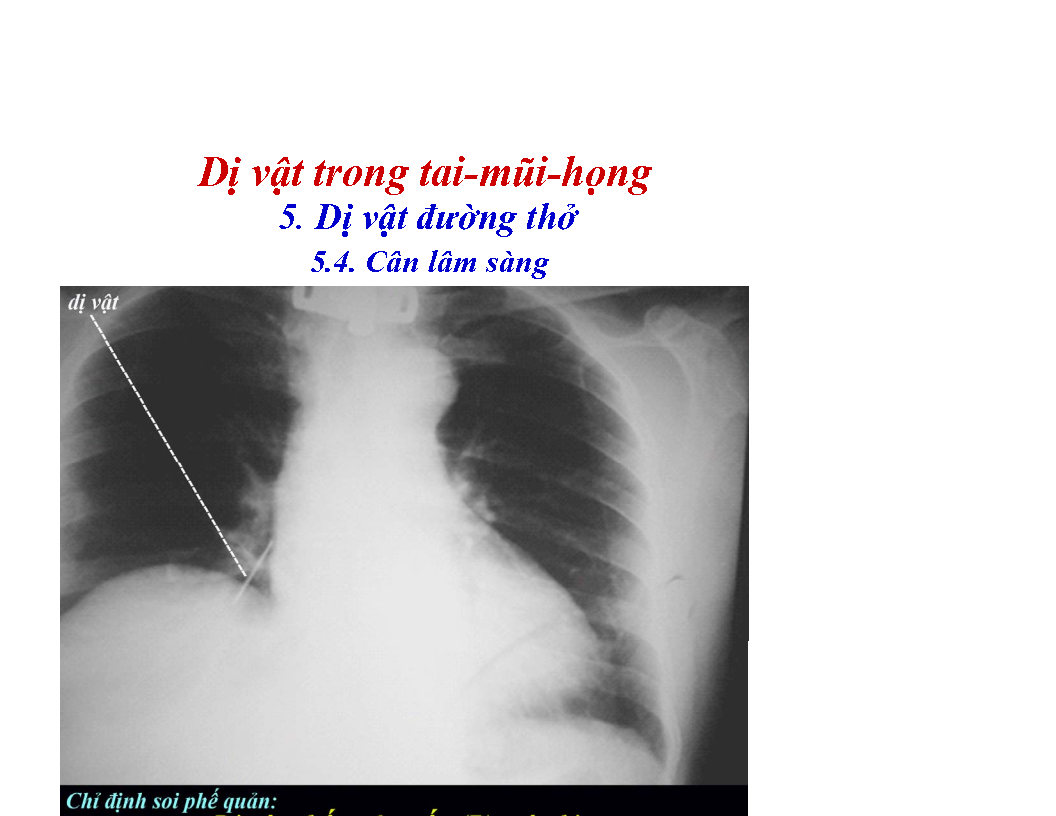 Dị vật trong tai-mũi-họng
5. Dị vật đường thở
5.4. Cân lâm sàng
dị vật
Chỉ định soi phế quản: